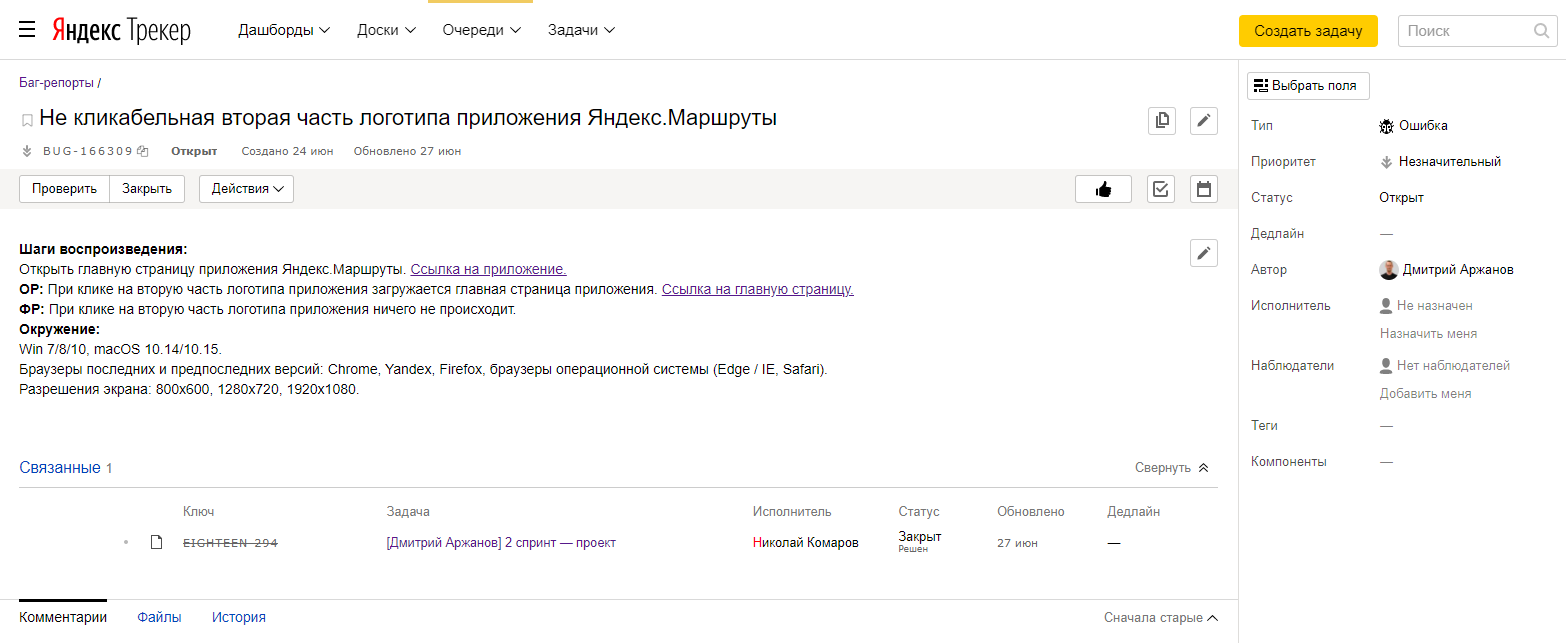 Яндекс Трекер
Дашборды
Доски
Очереди
Задачи
Создать задачу
Поиск
Баг-репорты /
Не кликабельная вторая часть логотипа приложения Яндекс.Маршруты
BUG-166309 Открыт Создано 24 июн Обновлено 27 июн
Проверить Закрыть Действия
Шаги воспроизведения:
Открыть главную страницу приложения Яндекс.Маршруты. Ссылка на приложение.
ОР: При клике на вторую часть логотипа приложения загружается главная страница приложения. Ссылка на главную страницу.
ФР: При клике на вторую часть логотипа приложения ничего не происходит.
Окружение:
Win 7/8/10, macOS 10.14/10.15.
Браузеры последних и предпоследних версий: Chrome, Yandex, Firefox, браузеры операционной системы (Edge / IE, Safari).
Разрешения экрана: 800x600, 1280x720, 1920x1080.
Связанные 1
Свернуть
Ключ Задача Исполнитель Статус Обновлено Дедлайн
EIGHTEEN-294 [Дмитрий Аржанов] 2 спринт — проект Николай Комаров Закрыт 27 июн —
Решен
Комментарии Файлы История
Сначала старые
Выбрать поля
Тип Ошибка
Приоритет Незначительный
Статус Открыт
Дедлайн —
Автор Дмитрий Аржанов
Исполнитель Не назначен
Назначить меня
Наблюдатели Нет наблюдателей
Добавить меня
Теги —
Компоненты —